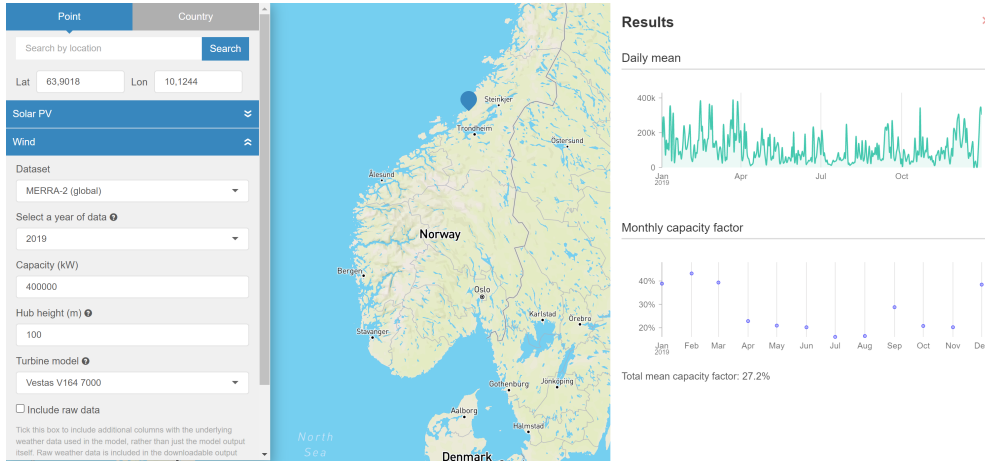 Point
Country
Search by location
Search
Lat
63,9018
Lon
10,1244
Solar PV
Wind
Dataset
MERRA-2 (global)
Select a year of data
2019
Capacity (kW)
400000
Hub height (m)
100
Turbine model
Vestas V164 7000
Include raw data
Tick this box to include additional columns with the underlying
weather data used in the model, rather than just the model output
itself. Raw weather data is included in the downloadable output
Steinkjer
Trondheim
Östersund
Ålesund
Norway
Bergen
Oslo
Karlstad
Örebro
Stavanger
Gothenburg
Jönköping
Aalborg
Halmstad
North
Sea
Denmark
Results
Daily mean
400k
200k
0
Jan
2019
Apr
Jul
Oct
Monthly capacity factor
40%
30%
20%
Jan
2019
Feb
Mar
Apr
May
Jun
Jul
Aug
Sep
Oct
Nov
De
Total mean capacity factor: 27.2%